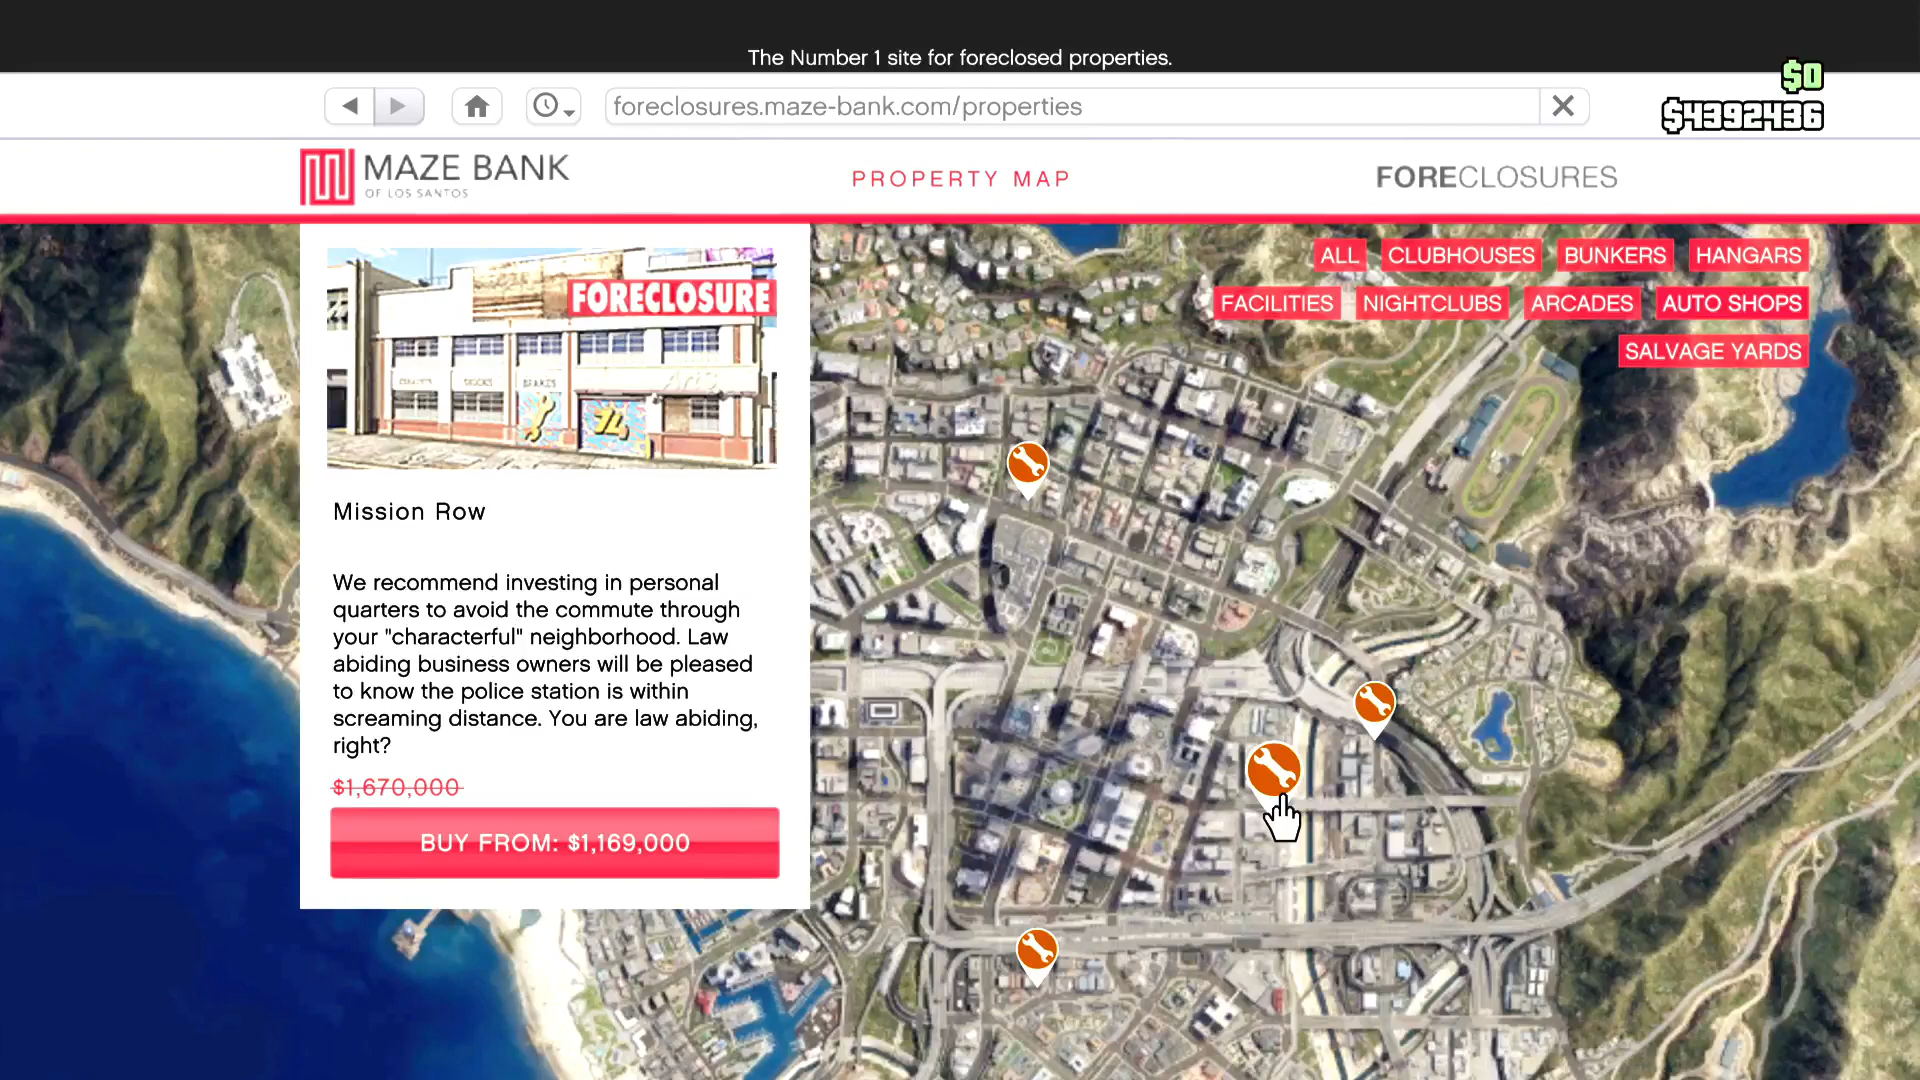 The Number 1 site for foreclosed properties.
$0
foreclosures.maze-bank.com/properties
$4392436
MAZE BANK
OF LOS SANTOS
PROPERTY MAP
FORECLOSURES
ALL CLUBHOUSES BUNKERS HANGARS
FACILITIES NIGHTCLUBS ARCADES AUTO SHOPS
SALVAGE YARDS
FORECLOSURE
BRAKES
Mission Row
We recommend investing in personal
quarters to avoid the commute through
your "characterful" neighborhood. Law
abiding business owners will be pleased
to know the police station is within
screaming distance. You are law abiding,
right?
$1,670,000
BUY FROM: $1,169,000